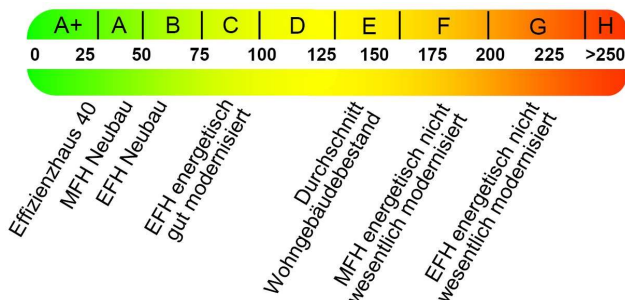 A+ A B C D E F G H
0 25 50 75 100 125 150 175 200 225 >250
Effizienzhaus 40
MFH Neubau
EFH Neubau
EFH energetisch
gut modernisiert
Durchschnitt
Wohngebäudebestand
MFH energetisch nicht
wesentlich modernisiert
EFH energetisch nicht
wesentlich modernisiert